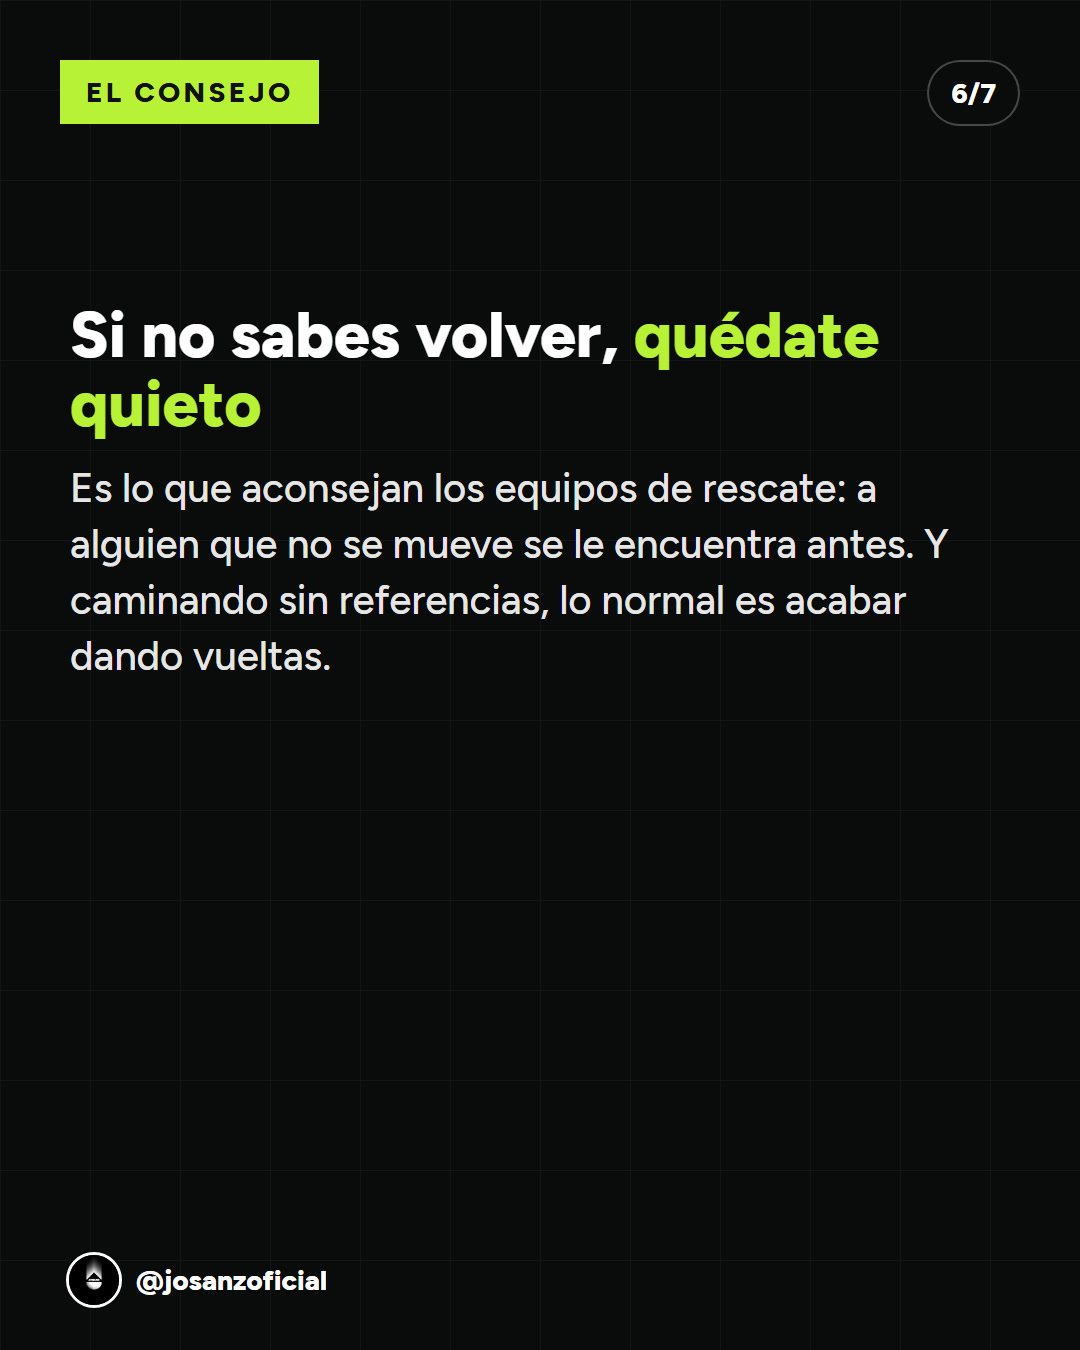 EL CONSEJO
6/7
Si no sabes volver, quédate
quieto
Es lo que aconsejan los equipos de rescate: a
alguien que no se mueve se le encuentra antes. Y
caminando sin referencias, lo normal es acabar
dando vueltas.
@josanzoficial